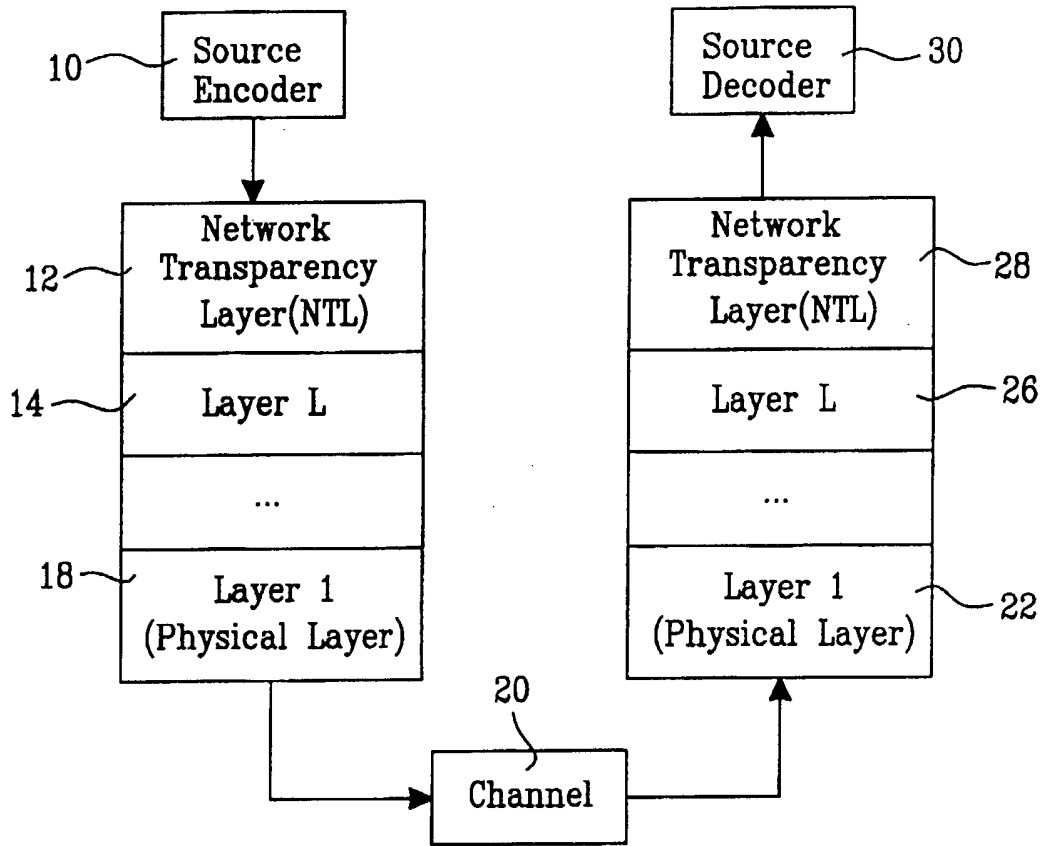 10
Source
Encoder
Source
Decoder
30
12
Network
Transparency
Layer(NTL)
Network
Transparency
Layer(NTL)
28
14
Layer L
Layer L
26
...
...
18
Layer 1
(Physical Layer)
Layer 1
(Physical Layer)
22
20
Channel